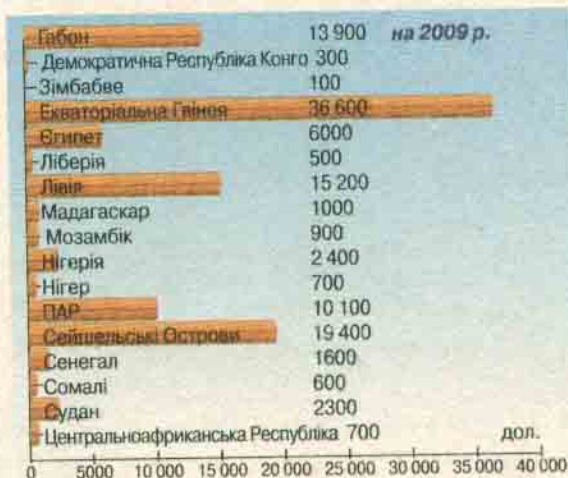 Габон 13 900 на 2009 р.
Демократична Республіка Конго 300
Зімбабве 100
Екваторіальна Гвінея 36 600
Єгипет 6000
Ліберія 500
Лівія 15 200
Мадагаскар 1000
Мозамбік 900
Нігерія 2 400
Нігер 700
ПАР 10 100
Сейшельські Острови 19 400
Сенегал 1600
Сомалі 600
Судан 2300
Центральноафриканська Республіка 700 дол.
0 5000 10 000 15 000 20 000 25 000 30 000 35 000 40 000